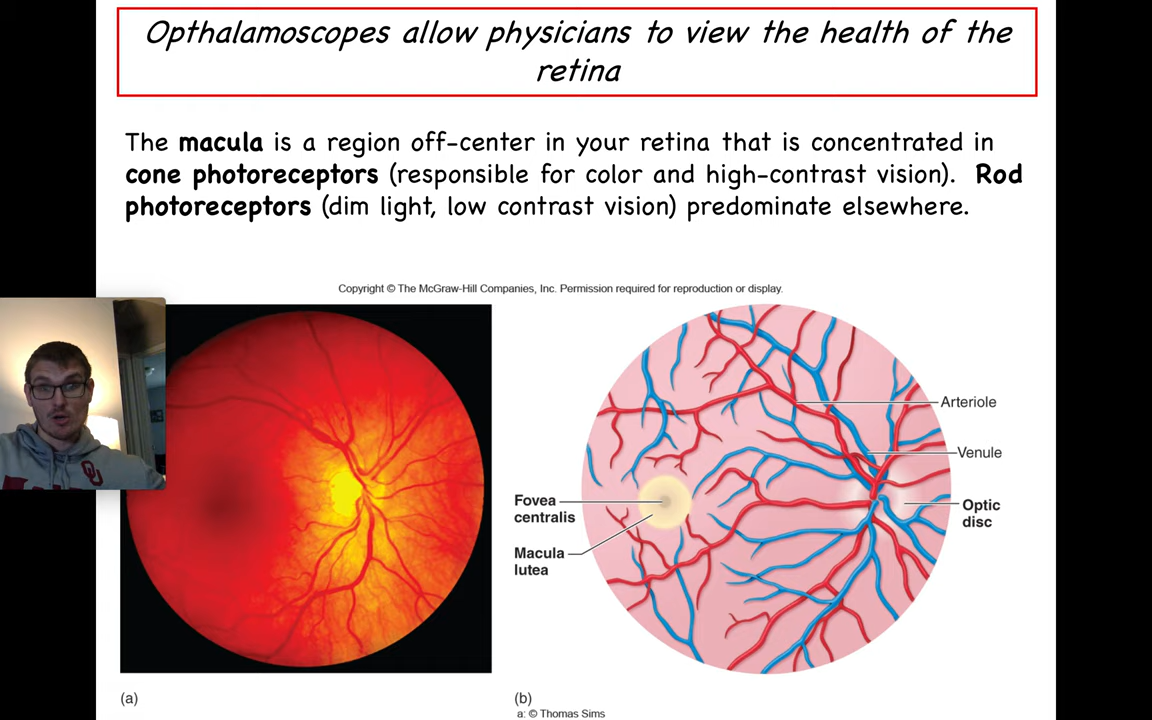 Opthalamoscopes allow physicians to view the health of the
retina
The macula is a region off-center in your retina that is concentrated in
cone photoreceptors (responsible for color and high-contrast vision). Rod
photoreceptors (dim light, low contrast vision) predominate elsewhere.
Copyright © The McGraw-Hill Companies, Inc. Permission required for reproduction or display.
Arteriole
Venule
Fovea
centralis
Optic
disc
Macula
lutea
OU
(a)
(b)
a: © Thomas Sims